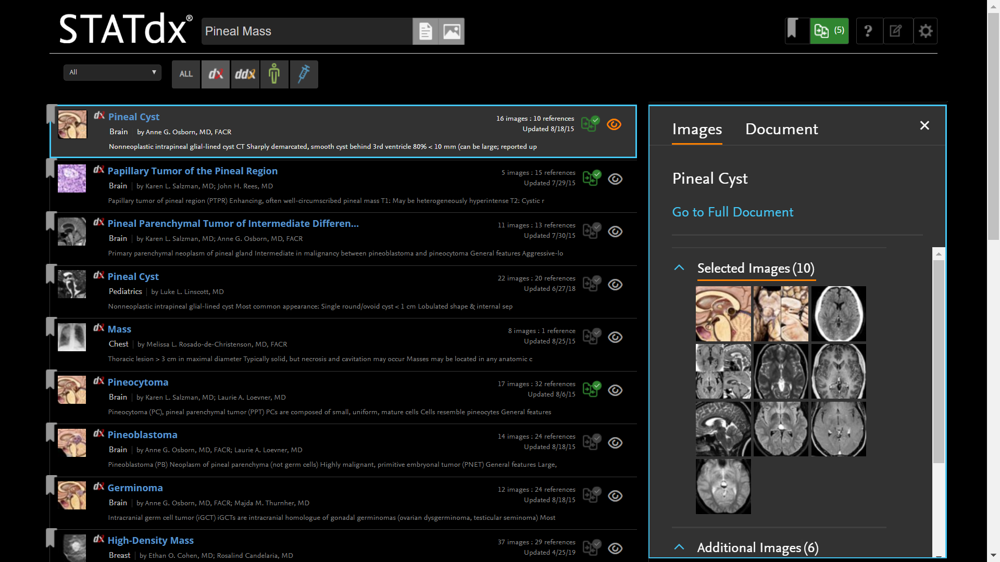 STATdx®
Pineal Mass
(5)
?
All
ALL
dx
ddx
dx Pineal Cyst
16 images : 10 references
Brain by Anne G. Osborn, MD, FACR
Updated 8/18/15
Nonneoplastic intrapineal glial-lined cyst CT Sharply demarcated, smooth cyst behind 3rd ventricle 80% < 10 mm (can be large; reported up
dx Papillary Tumor of the Pineal Region
5 images : 15 references
Brain | by Karen L. Salzman, MD; John H. Rees, MD
Updated 7/29/15
Papillary tumor of pineal region (PTPR) Enhancing, often well-circumscribed pineal mass T1: May be heterogeneously hyperintense T2: Cystic r
dx Pineal Parenchymal Tumor of Intermediate Differen...
11 images : 13 references
Brain | by Karen L. Salzman, MD; Anne G. Osborn, MD, FACR
Updated 7/30/15
Primary parenchymal neoplasm of pineal gland Intermediate in malignancy between pineoblastoma and pineocytoma General features Aggressive-lo
dx Pineal Cyst
22 images : 20 references
Pediatrics | by Luke L. Linscott, MD
Updated 6/27/18
Nonneoplastic intrapineal glial-lined cyst Most common appearance: Single round/ovoid cyst < 1 cm Lobulated shape & internal sep
dx Mass
8 images : 1 reference
Chest | by Melissa L. Rosado-de-Christenson, MD, FACR
Updated 8/25/15
Thoracic lesion > 3 cm in maximal diameter Typically solid, but necrosis and cavitation may occur Masses may be located in any anatomic c
dx Pineocytoma
17 images : 32 references
Brain | by Karen L. Salzman, MD; Laurie A. Loevner, MD
Updated 8/6/15
Pineocytoma (PC), pineal parenchymal tumor (PPT) PCs are composed of small, uniform, mature cells Cells resemble pineocytes General features
dx Pineoblastoma
14 images : 24 references
Brain | by Anne G. Osborn, MD, FACR; Laurie A. Loevner, MD
Updated 8/18/15
Pineoblastoma (PB) Neoplasm of pineal parenchyma (not germ cells) Highly malignant, primitive embryonal tumor (PNET) General features Large,
dx Germinoma
12 images : 24 references
Brain | by Anne G. Osborn, MD, FACR; Majda M. Thurnher, MD
Updated 8/18/15
Intracranial germ cell tumor (iGCT) iGCTs are intracranial homologue of gonadal germinomas (ovarian dysgerminoma, testicular seminoma) Most
dx High-Density Mass
37 images : 29 references
Breast | by Ethan O. Cohen, MD; Rosalind Candelaria, MD
Updated 4/25/19
Images Document
Pineal Cyst
Go to Full Document
Selected Images (10)
Additional Images (6)